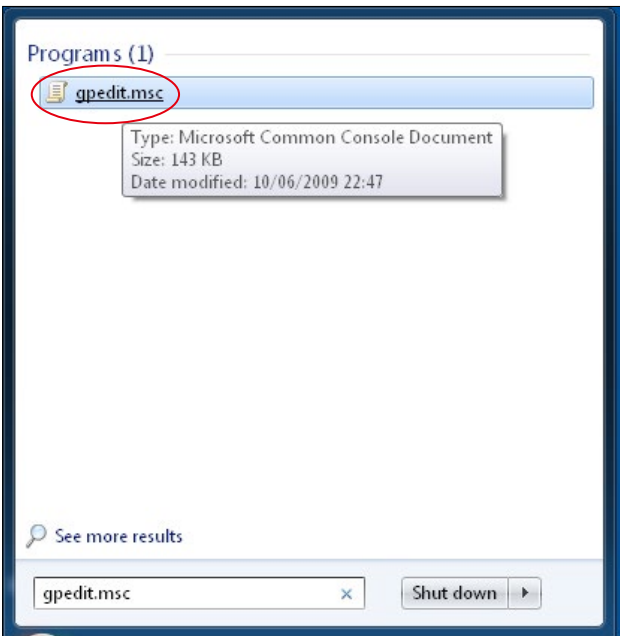 Programs (1)
gpedit.msc
Type: Microsoft Common Console Document
Size: 143 KB
Date modified: 10/06/2009 22:47
See more results
gpedit.msc
Shut down